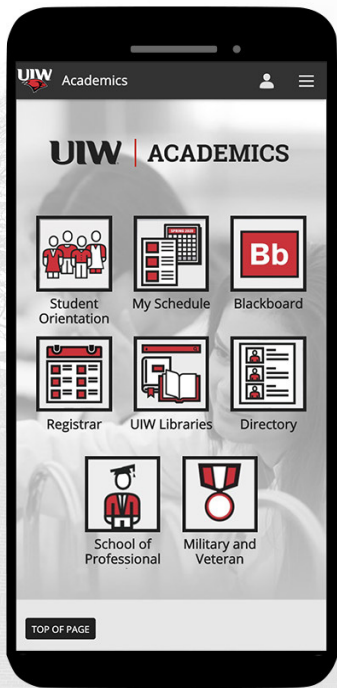 UIW Academics
UIW | ACADEMICS
Student
Orientation
SPRING 2020
My Schedule
Bb
Blackboard
Registrar
UIW Libraries
Directory
School of
Professional
Military and
Veteran
TOP OF PAGE